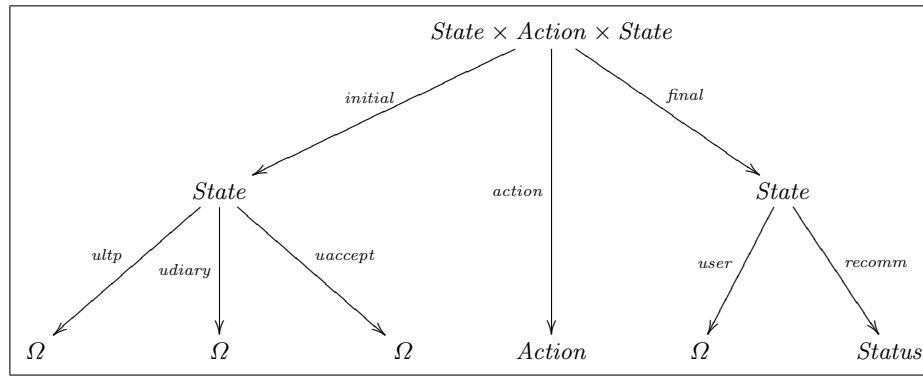 State × Action × State
initial
final
State
action
State
ultp
udiary
uaccept
user
recomm
Ω
Ω
Ω
Action
Ω
Status